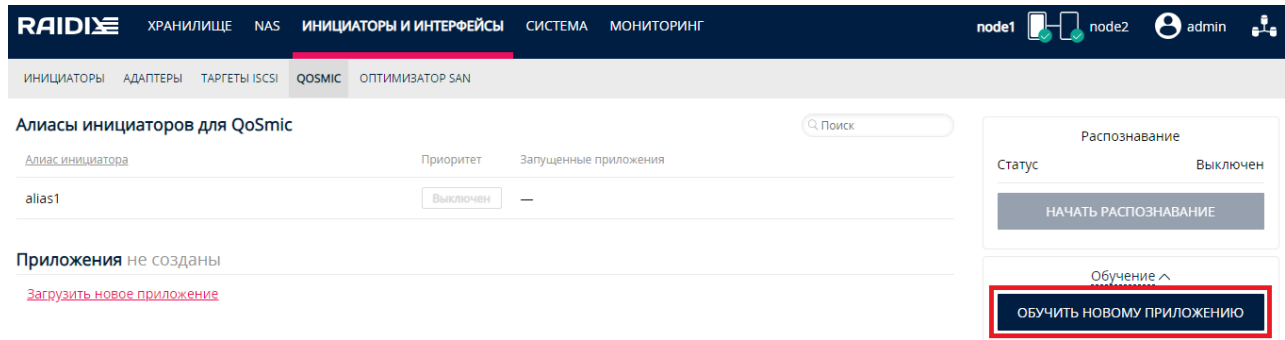 RAIDIX ХРАНИЛИЩЕ NAS ИНИЦИАТОРЫ И ИНТЕРФЕЙСЫ СИСТЕМА МОНИТОРИНГ node1 node2 admin
ИНИЦИАТОРЫ АДАПТЕРЫ ТАРГЕТЫ ISCSI QOSMIC ОПТИМИЗАТОР SAN
Алиасы инициаторов для QoSmic
Поиск
Алиас инициатора Приоритет Запущенные приложения
alias1 Выключен —
Приложения не созданы
Загрузить новое приложение
Распознавание
Статус Выключен
НАЧАТЬ РАСПОЗНАВАНИЕ
Обучение
ОБУЧИТЬ НОВОМУ ПРИЛОЖЕНИЮ